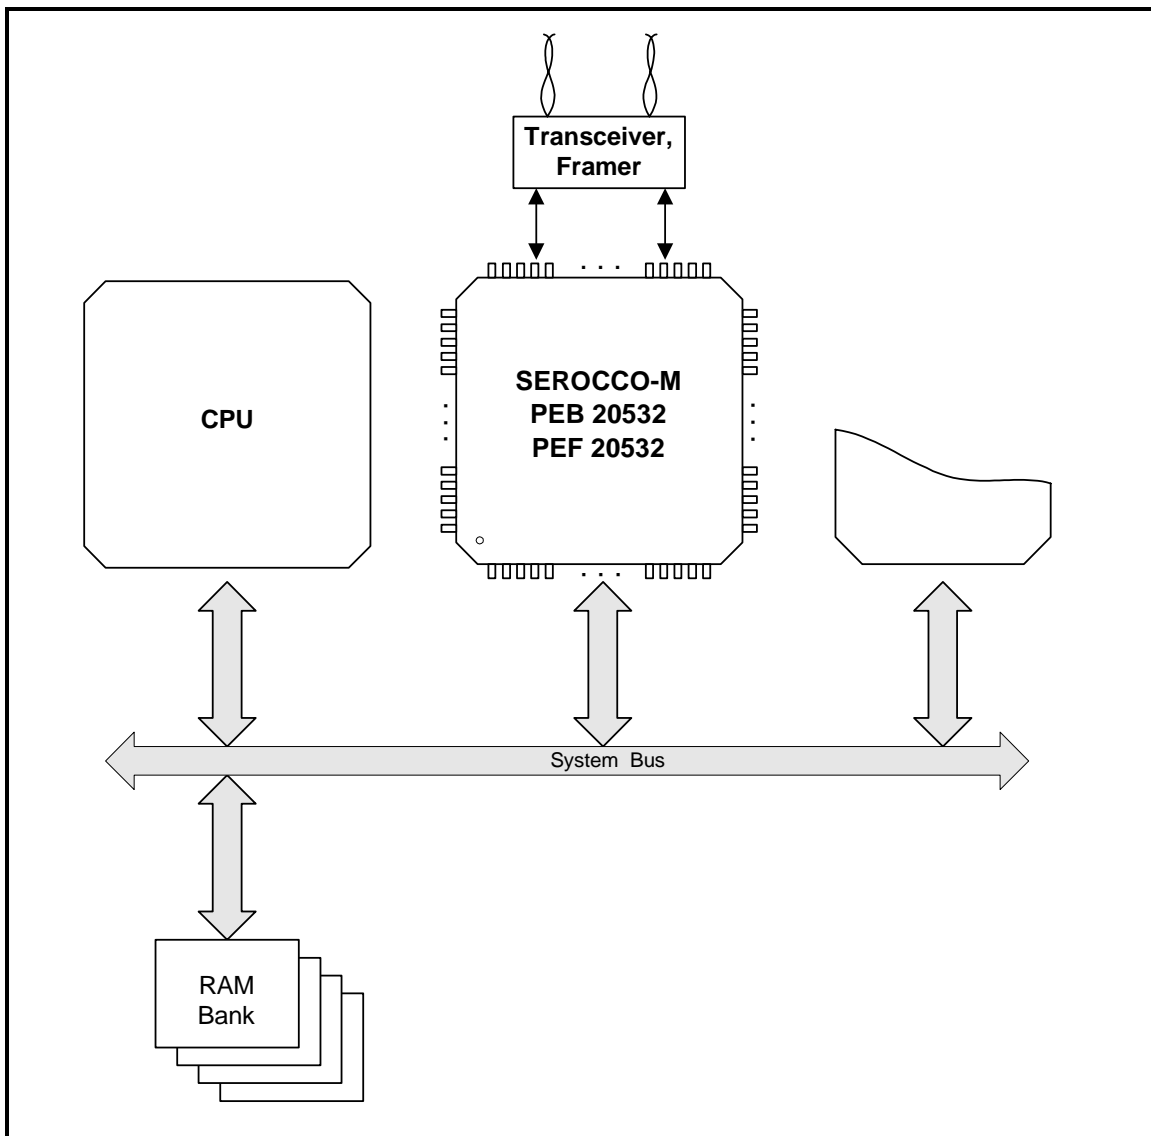 Transceiver,
Framer
CPU
SEROCCO-M
PEB 20532
PEF 20532
System Bus
RAM
Bank